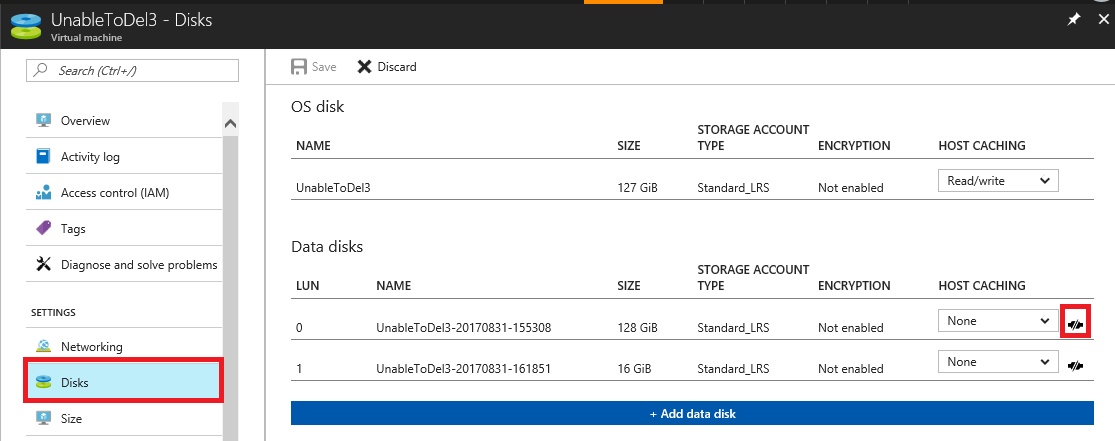 UnableToDel3 - Disks
Virtual machine
Search (Ctrl+/)
Overview
Activity log
Access control (IAM)
Tags
Diagnose and solve problems
SETTINGS
Networking
Disks
Size
Save Discard
OS disk
NAME SIZE STORAGE ACCOUNT TYPE ENCRYPTION HOST CACHING
UnableToDel3 127 GiB Standard_LRS Not enabled Read/write
Data disks
LUN NAME SIZE STORAGE ACCOUNT TYPE ENCRYPTION HOST CACHING
0 UnableToDel3-20170831-155308 128 GiB Standard_LRS Not enabled None
1 UnableToDel3-20170831-161851 16 GiB Standard_LRS Not enabled None
+ Add data disk